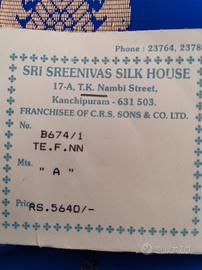 Phone : 23764, 2378
SRI SREENIVAS SILK HOUSE
17-A, T.K. Nambi Street,
Kanchipuram - 631 503.
FRANCHISEE OF C.R.S. SONS & CO. LTD.
No.
B674/1
TE.F.NN
Mts.
" A "
Price
RS.5640/-
subito